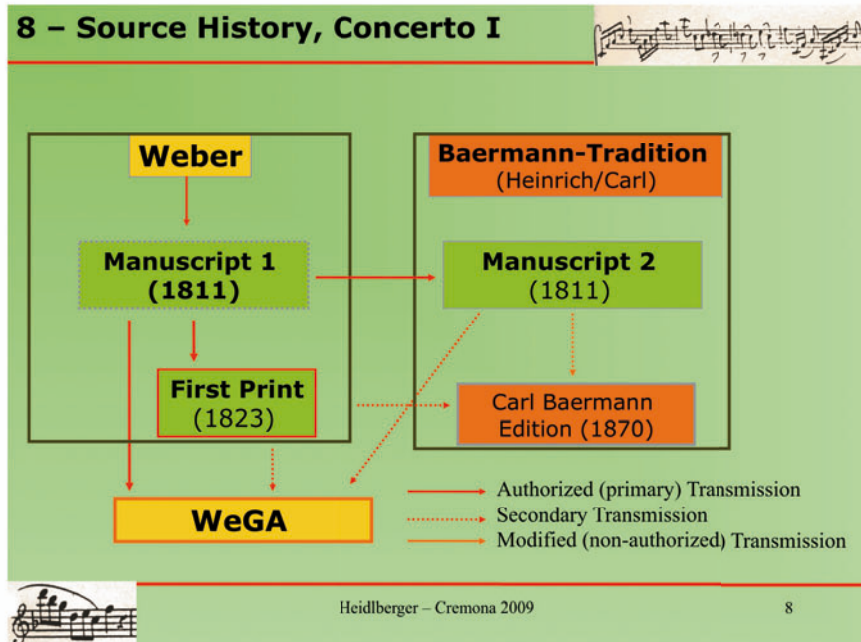 8 – Source History, Concerto I
Weber
Manuscript 1
(1811)
First Print
(1823)
WeGA
Baermann-Tradition
(Heinrich/Carl)
Manuscript 2
(1811)
Carl Baermann
Edition (1870)
Authorized (primary) Transmission
Secondary Transmission
Modified (non-authorized) Transmission
Heidlberger – Cremona 2009
8